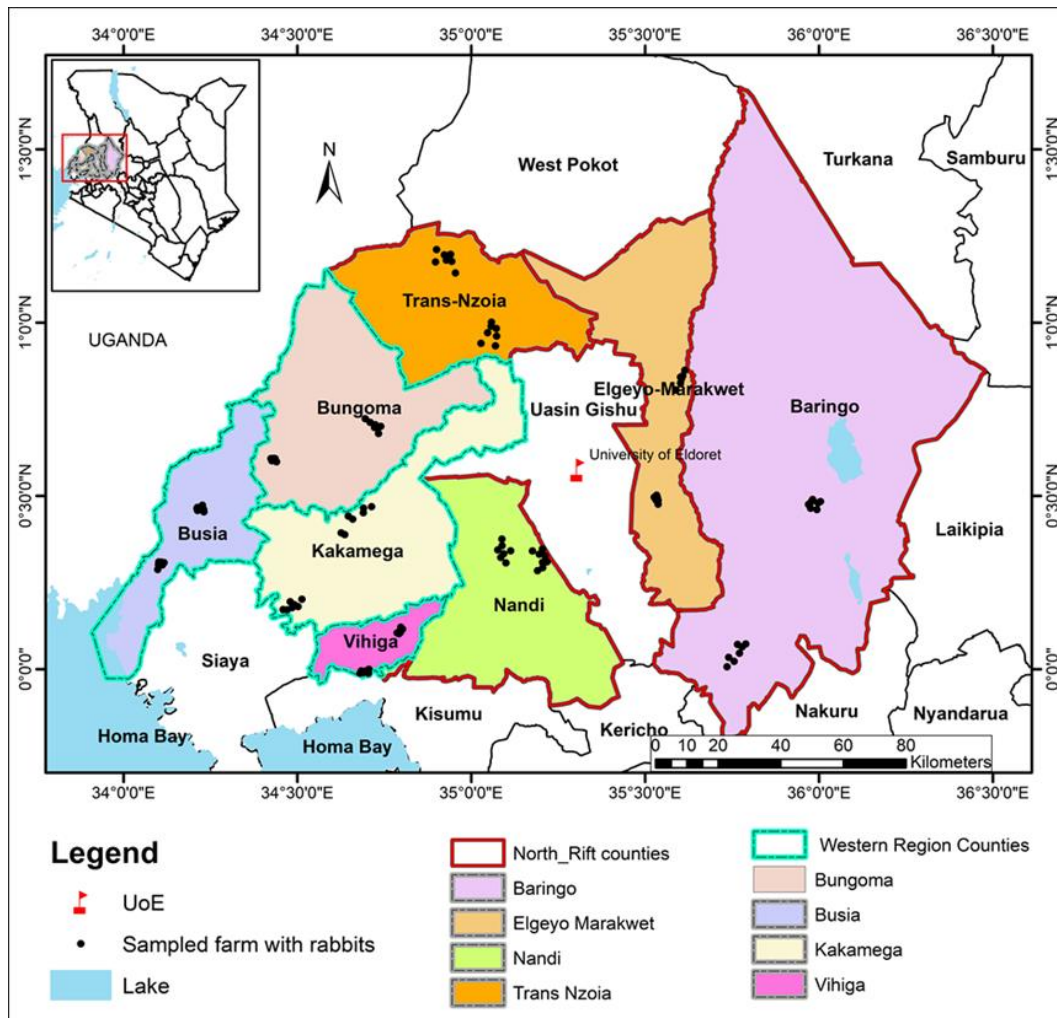 34°0'0"E 34°30'0"E 35°0'0"E 35°30'0"E 36°0'0"E 36°30'0"E
1°30'0"N
1°30'0"N
N
West Pokot
Turkana
Samburu
Trans-Nzoia
1°0'0"N
1°0'0"N
UGANDA
Elgeyo-Marakwet
Bungoma
Uasin Gishu
Baringo
University of Eldoret
0°30'0"N
0°30'0"N
Busia
Kakamega
Laikipia
Nandi
Vihiga
Siaya
0°0'0"
0°0'0"
Kisumu
Nakuru
Nyandarua
Kericho
Homa Bay
Homa Bay
0 10 20 40 60 80
Kilometers
34°0'0"E 34°30'0"E 35°0'0"E 35°30'0"E 36°0'0"E 36°30'0"E
Legend
UoE
Sampled farm with rabbits
Lake
North_Rift counties
Baringo
Elgeyo Marakwet
Nandi
Trans Nzoia
Western Region Counties
Bungoma
Busia
Kakamega
Vihiga